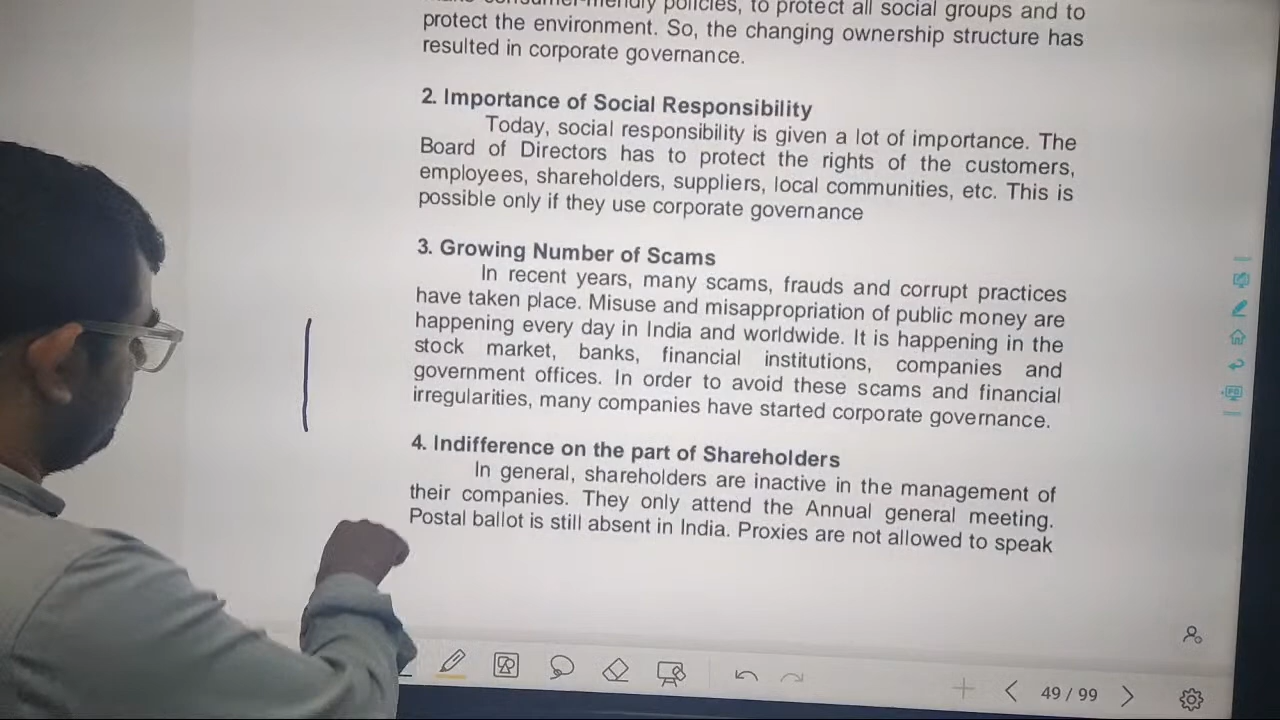 policies, to protect all social groups and to
protect the environment. So, the changing ownership structure has
resulted in corporate governance.
2. Importance of Social Responsibility
Today, social responsibility is given a lot of importance. The
Board of Directors has to protect the rights of the customers,
employees, shareholders, suppliers, local communities, etc. This is
possible only if they use corporate governance
3. Growing Number of Scams
In recent years, many scams, frauds and corrupt practices
have taken place. Misuse and misappropriation of public money are
happening every day in India and worldwide. It is happening in the
stock market, banks, financial institutions, companies and
government offices. In order to avoid these scams and financial
irregularities, many companies have started corporate governance.
4. Indifference on the part of Shareholders
In general, shareholders are inactive in the management of
their companies. They only attend the Annual general meeting.
Postal ballot is still absent in India. Proxies are not allowed to speak
49 / 99